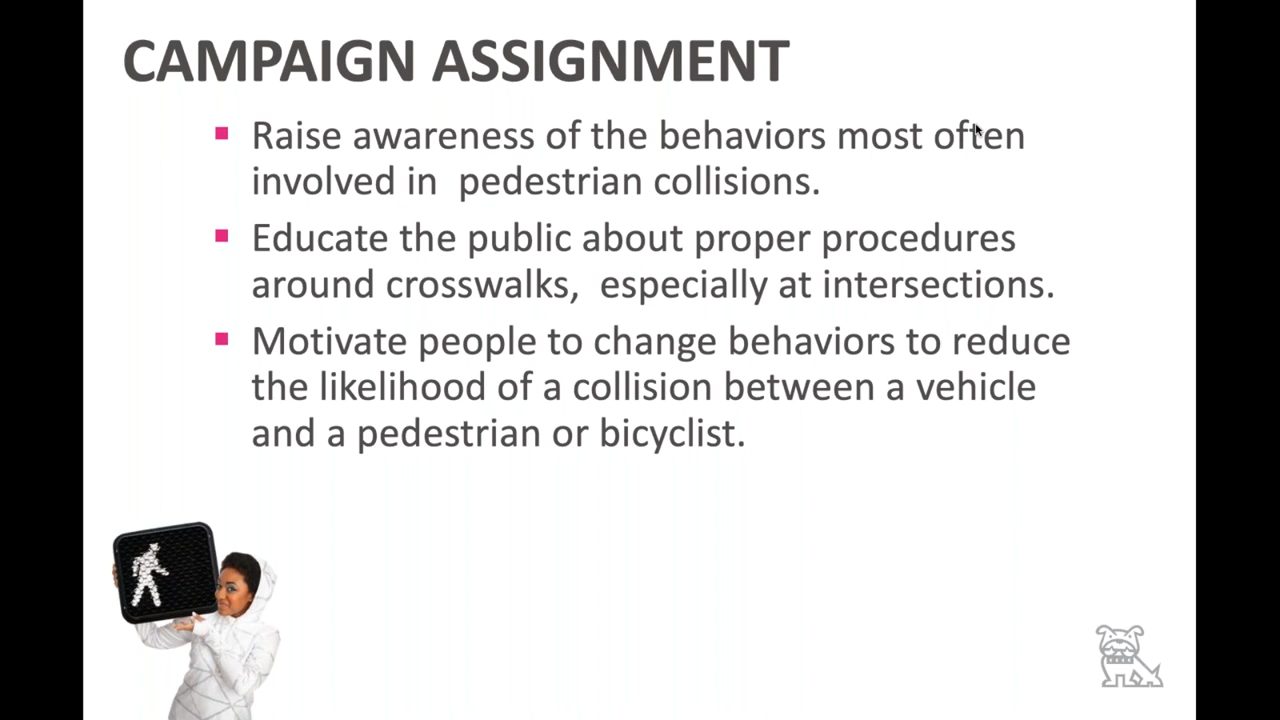 CAMPAIGN ASSIGNMENT
Raise awareness of the behaviors most often
involved in  pedestrian collisions.
Educate the public about proper procedures
around crosswalks,  especially at intersections.
Motivate people to change behaviors to reduce
the likelihood of a collision between a vehicle
and a pedestrian or bicyclist.